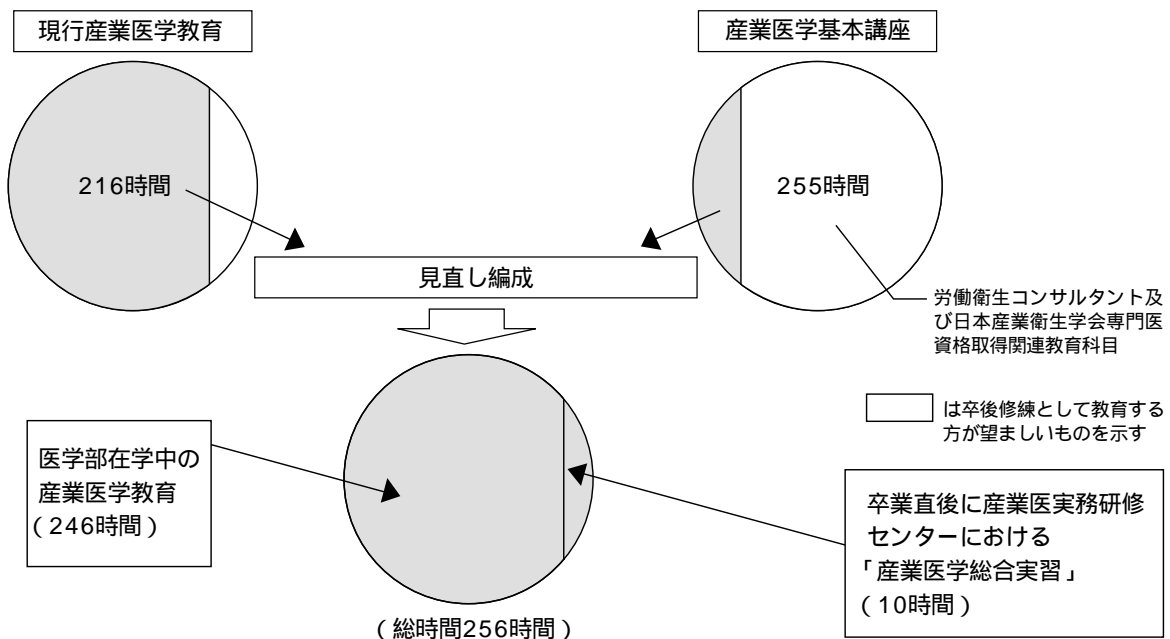 現行産業医学教育
産業医学基本講座
216時間
255時間
見直し編成
労働衛生コンサルタント及
び日本産業衛生学会専門医
資格取得関連教育科目
は卒後修練として教育する
方が望ましいものを示す
医学部在学中の
産業医学教育
(246時間)
卒業直後に産業医実務研修
センターにおける
「産業医学総合実習」
(10時間)
(総時間256時間)